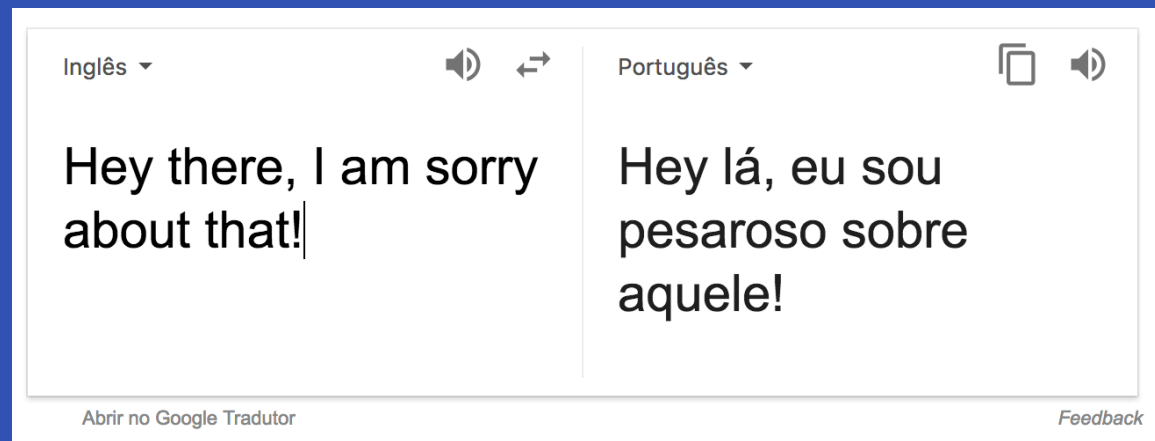 Inglês
Português
Hey there, I am sorry
about that!
Hey lá, eu sou
pesaroso sobre
aquele!
Abrir no Google Tradutor
Feedback